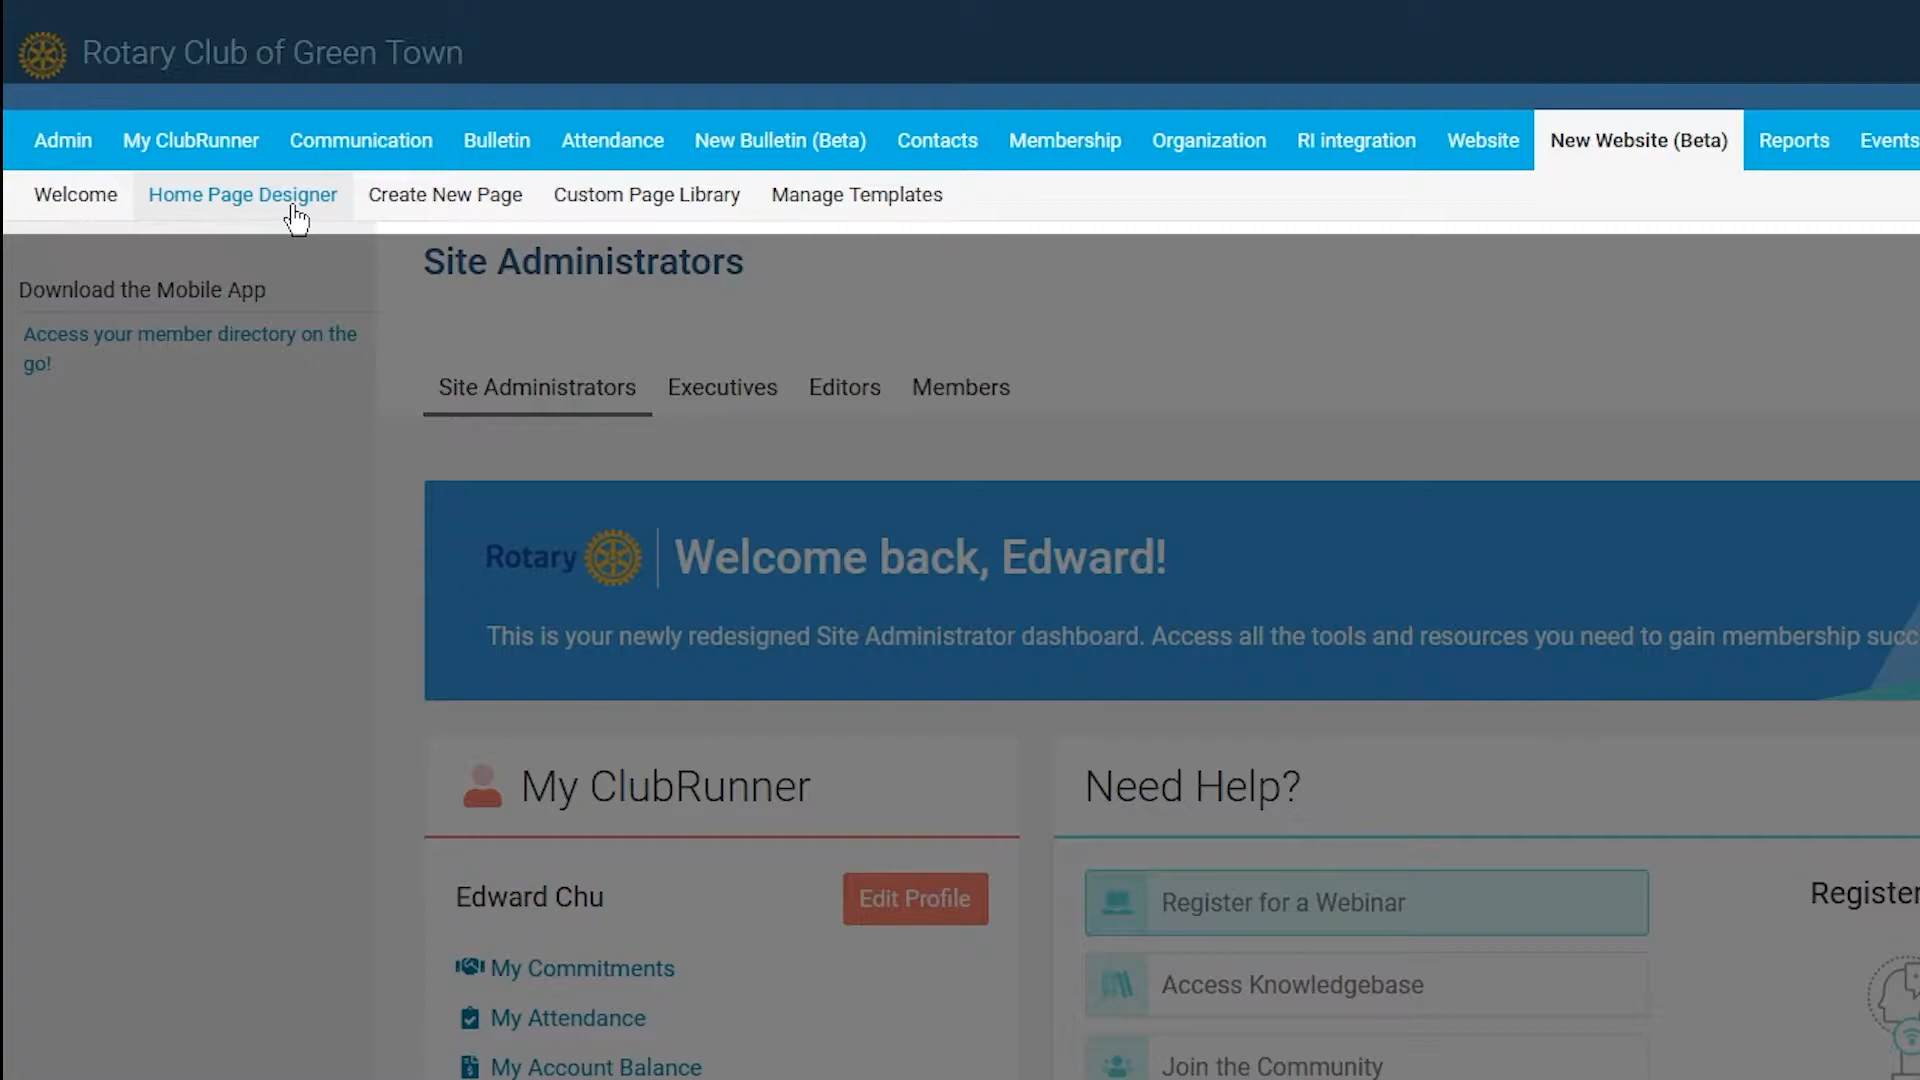 Rotary Club of Green Town
Admin My ClubRunner Communication Bulletin Attendance New Bulletin (Beta) Contacts Membership Organization RI integration Website New Website (Beta) Reports Events
Welcome Home Page Designer Create New Page Custom Page Library Manage Templates
Site Administrators
Download the Mobile App
Access your member directory on the
go!
Site Administrators Executives Editors Members
Rotary Welcome back, Edward!
This is your newly redesigned Site Administrator dashboard. Access all the tools and resources you need to gain membership succ
My ClubRunner
Need Help?
Edward Chu
Edit Profile
My Commitments
My Attendance
My Account Balance
Register for a Webinar
Access Knowledgebase
Join the Community
Register